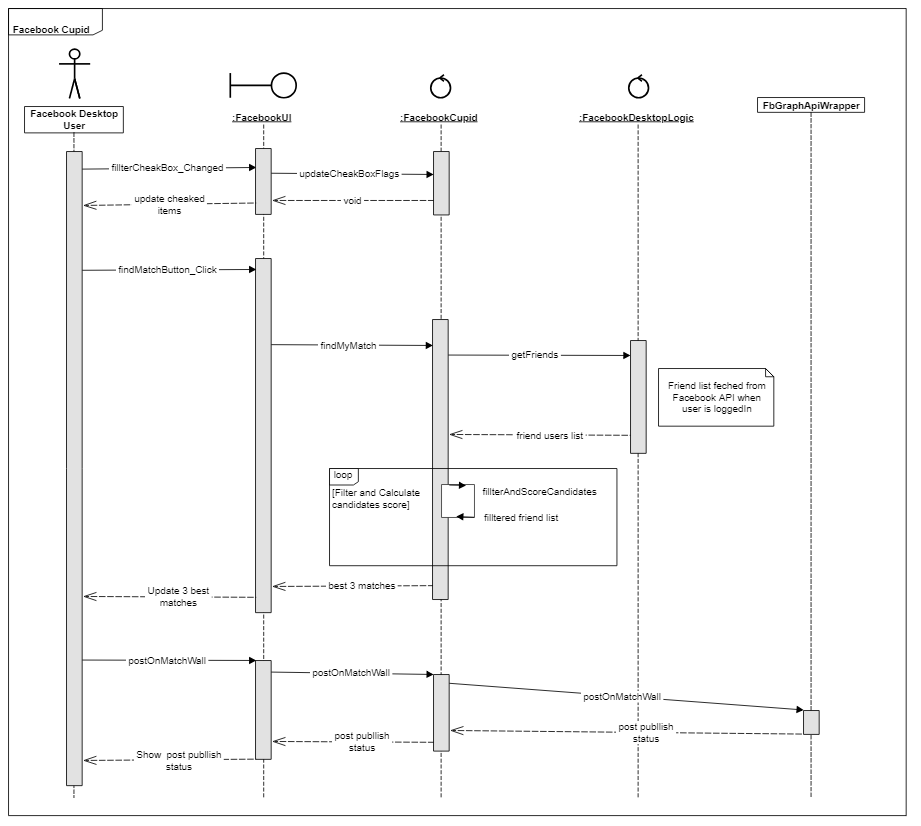 Facebook Cupid
Facebook Desktop
User
:FacebookUI
:FacebookCupid
:FacebookDesktopLogic
FbGraphApiWrapper
fillterCheakBox_Changed
updateCheakBoxFlags
update cheaked
items
void
findMatchButton_Click
findMyMatch
getFriends
Friend list feched from
Facebook API when
user is loggedIn
friend users list
loop
[Filter and Calculate
candidates score]
fillterAndScoreCandidates
filltered friend list
best 3 matches
Update 3 best
matches
postOnMatchWall
postOnMatchWall
postOnMatchWall
post publlish
status
post publlish
status
Show post publlish
status